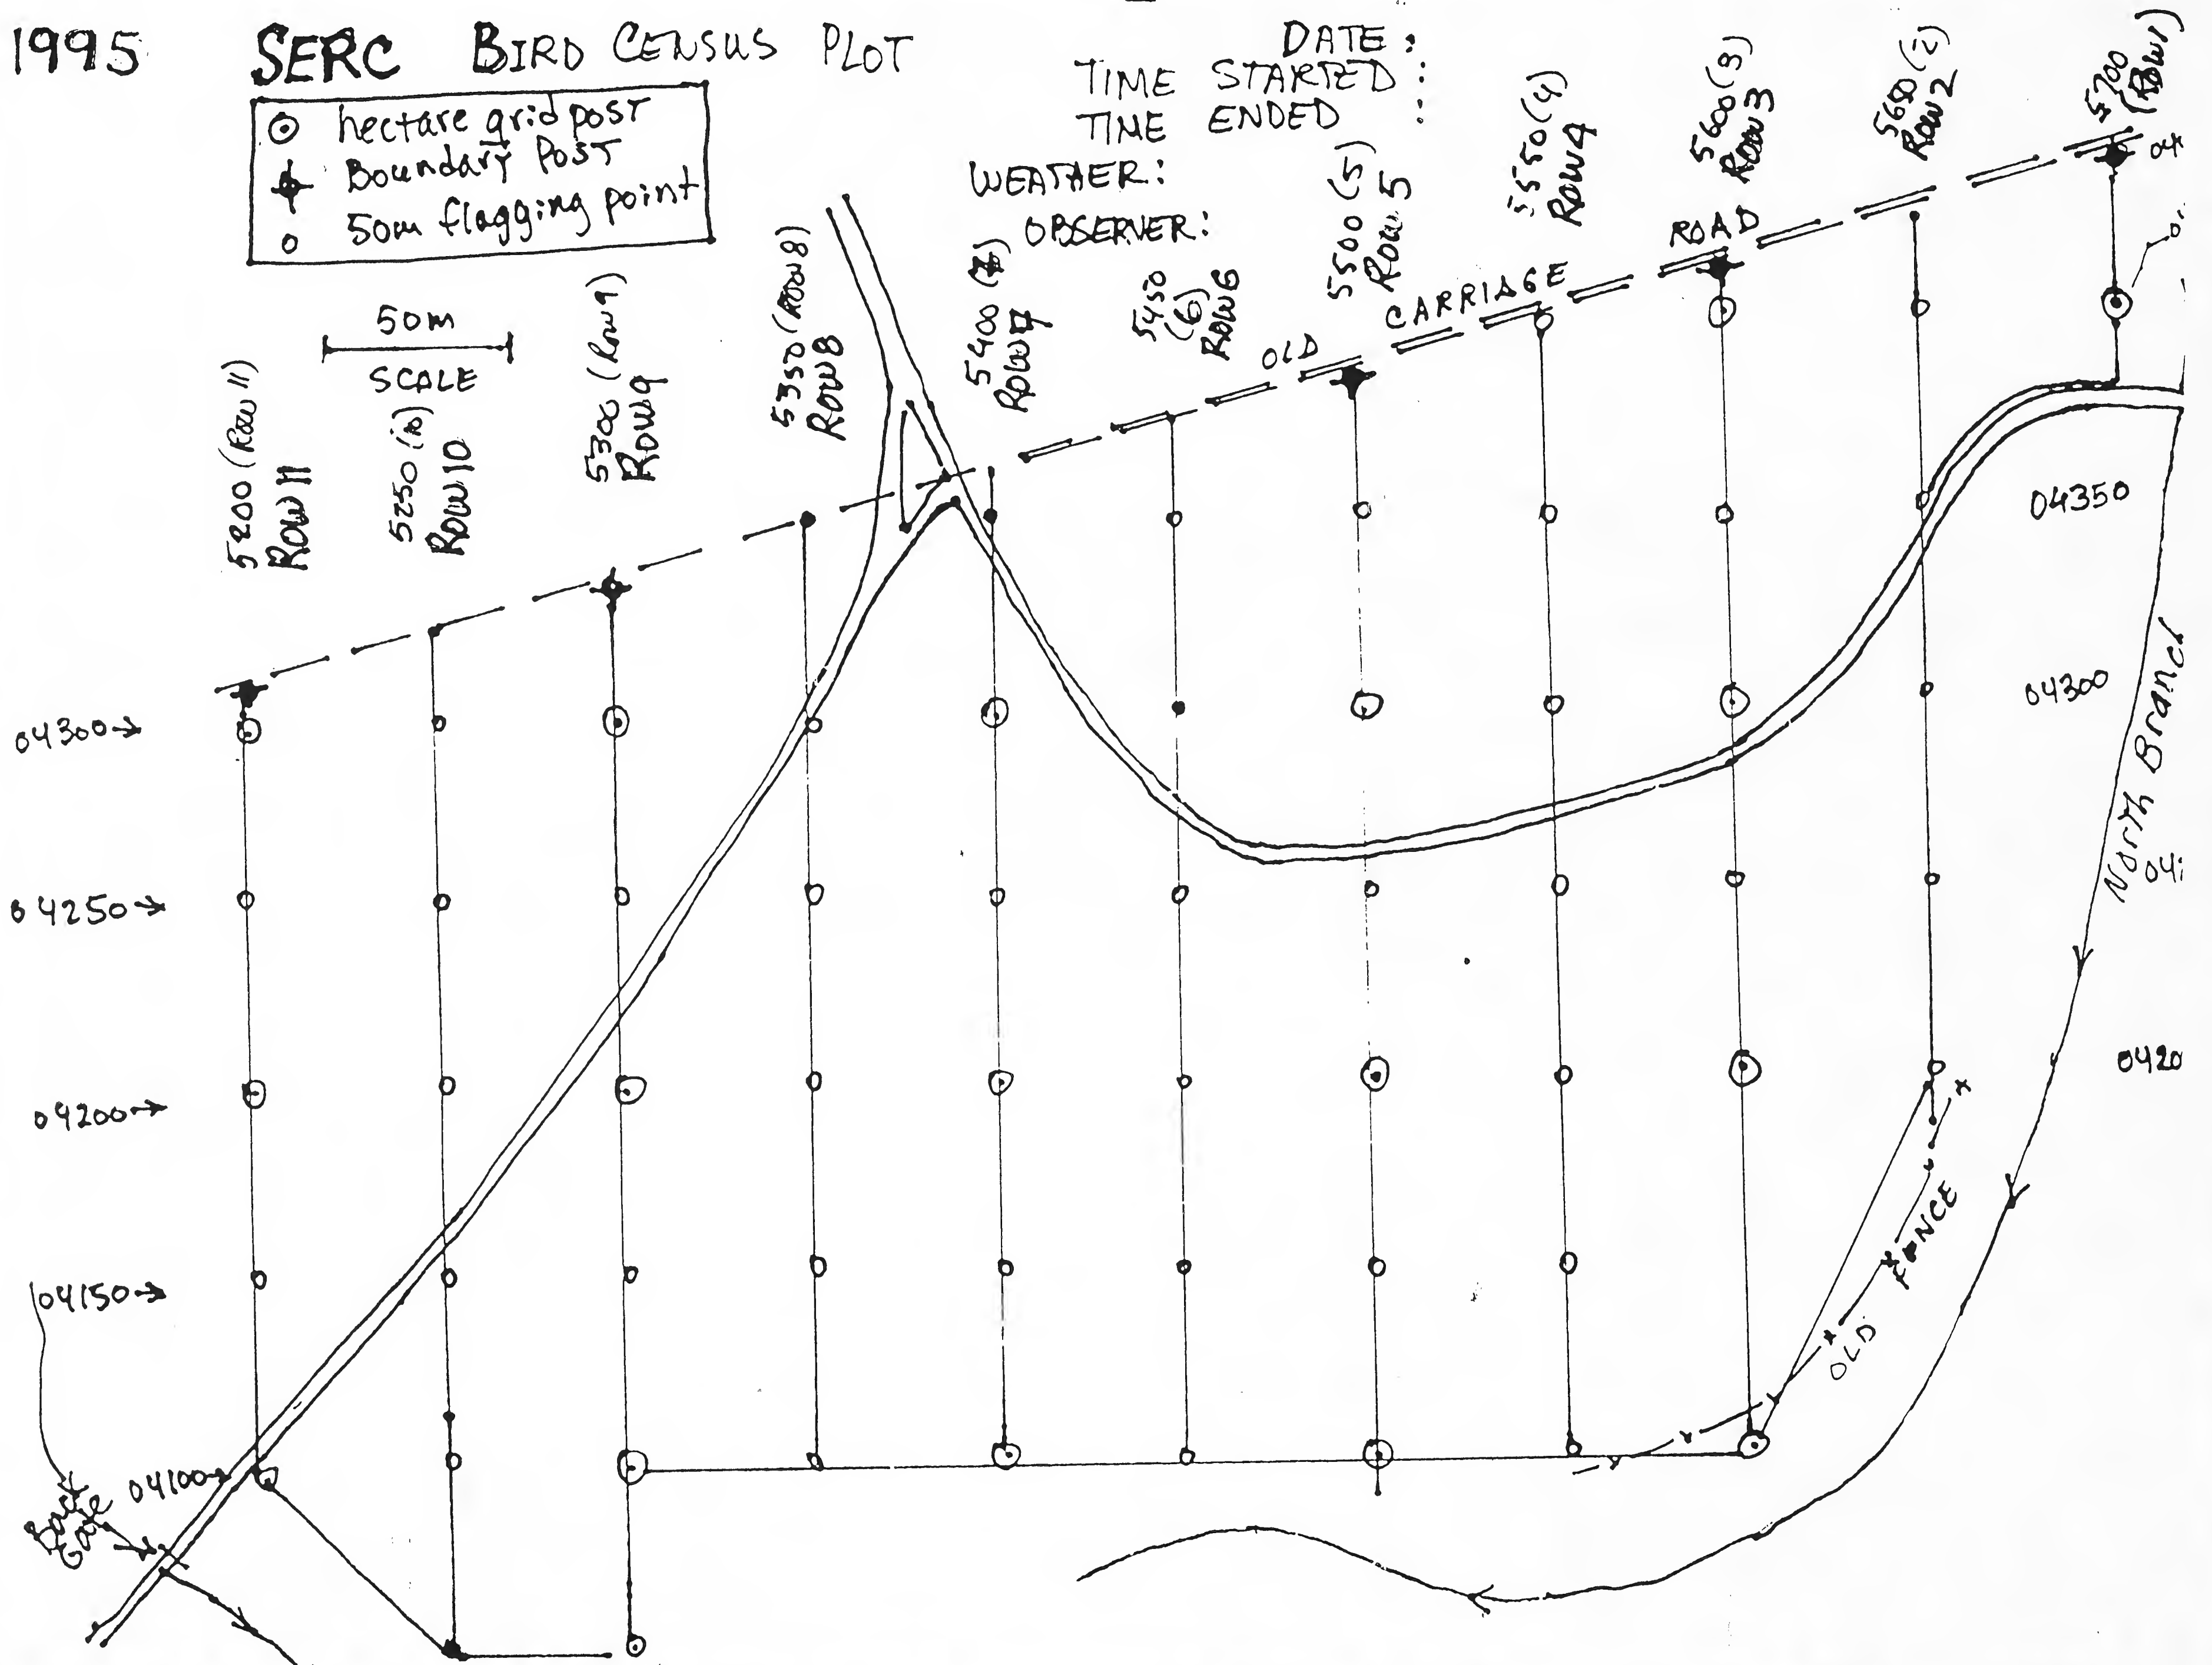 1995 SERC BIRD CENSUS PLOT
hectare grid post
Boundary Post
50m flagging point
DATE :
TIME STARTED :
TIME ENDED :
WEATHER:
OBSERVER:
50m
SCALE
5200 (Row 11)
ROW 11
5250 (10)
ROW 10
5300 (Row 9)
ROW 9
5350 (ROW 8)
ROW 8
5400 (7)
ROW 7
5450
(6)
ROW 6
5500 (5)
ROW 5
5550 (4)
ROW 4
5600 (3)
ROW 3
5650 (2)
ROW 2
5700
(ROW 1)
OLD CARRIAGE ROAD
04
04350
04300
04
0420
North Branch
04300→
04250→
04200→
04150→
04100→
Back
Gate
OLD FENCE